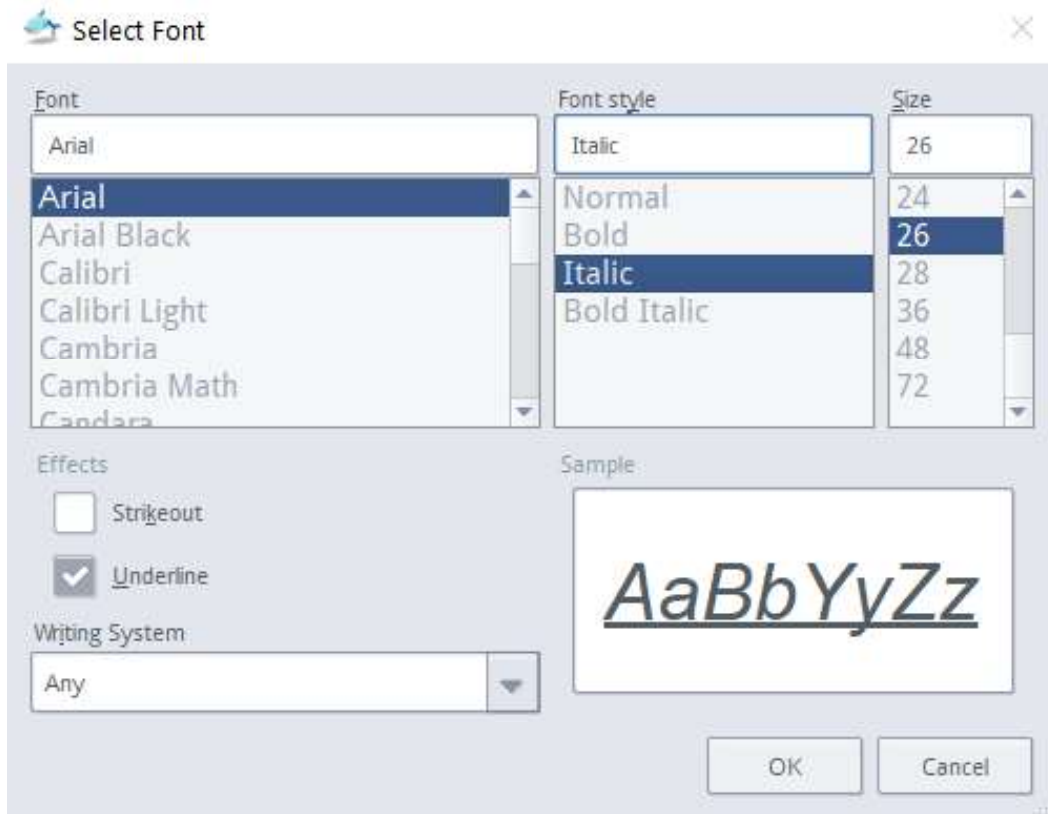 Select Font
Font
Font style
Size
Arial
Italic
26
Arial
Arial Black
Calibri
Calibri Light
Cambria
Cambria Math
Candara
Normal
Bold
Italic
Bold Italic
24
26
28
36
48
72
Effects
Strikeout
Underline
Writing System
Any
Sample
AaBbYyZz
OK
Cancel